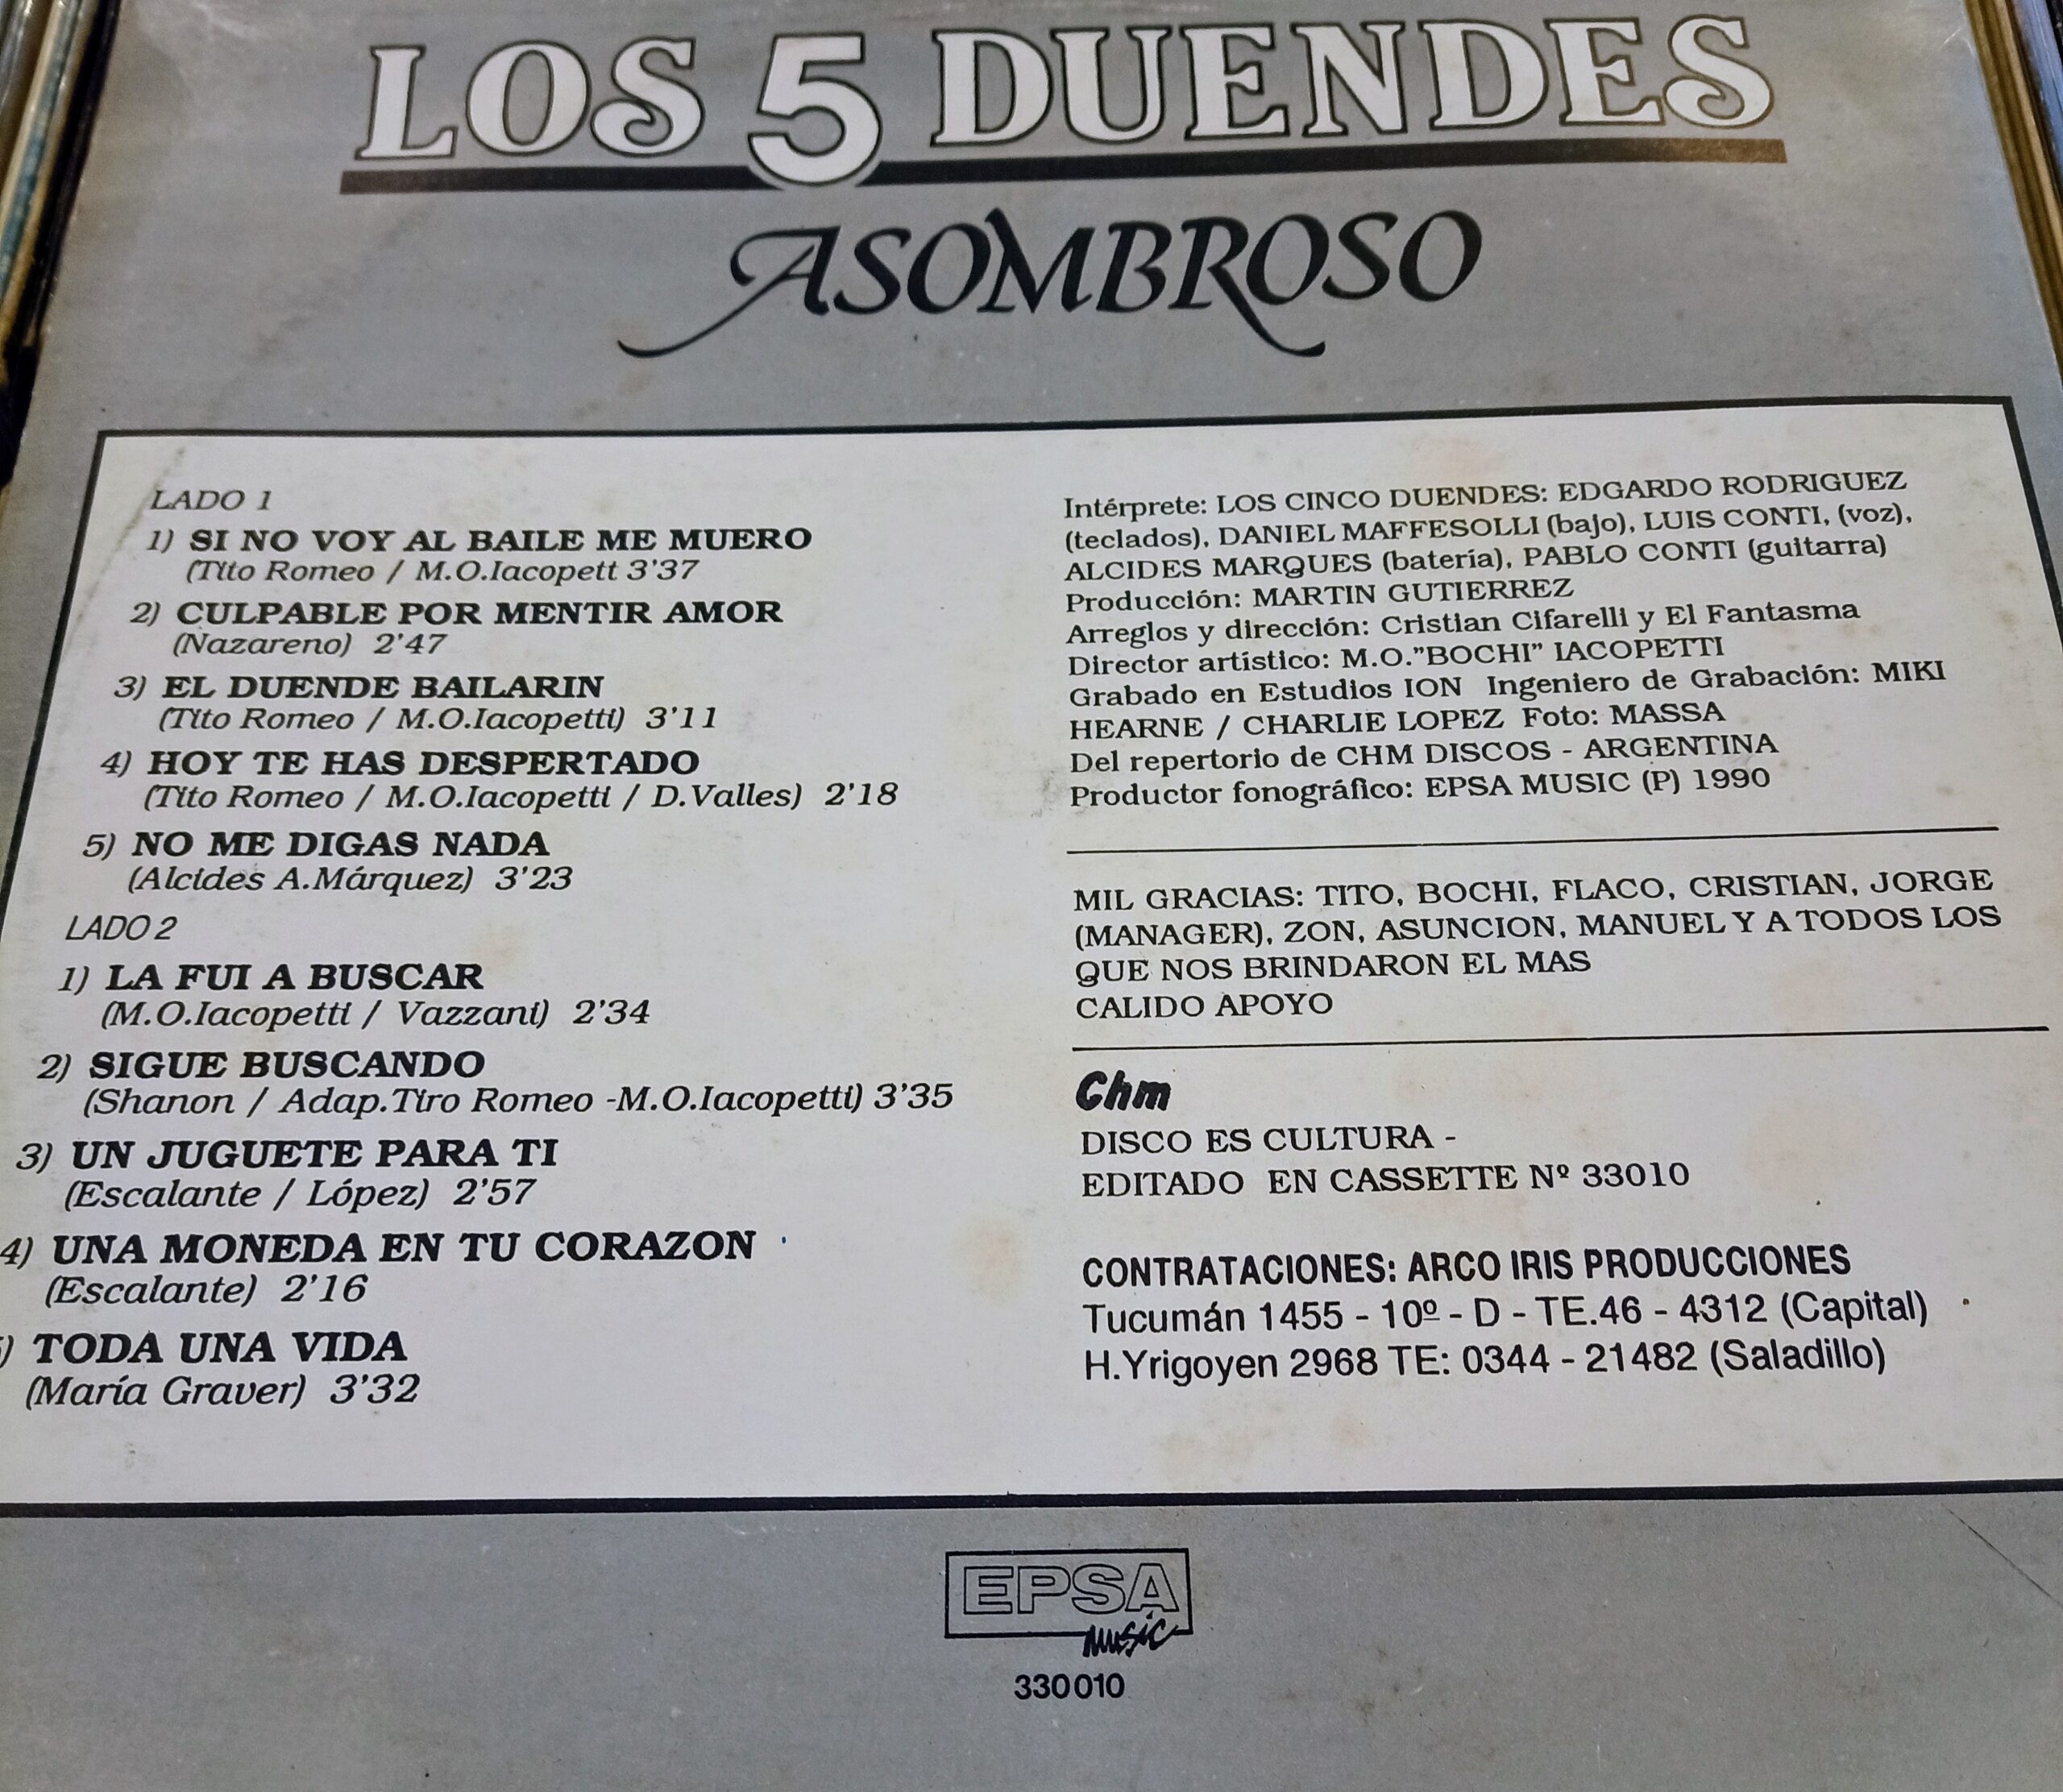 LOS 5 DUENDES
ASOMBROSO
LADO 1
1) SI NO VOY AL BAILE ME MUERO
(Tito Romeo / M.O.Iacopett 3'37
2) CULPABLE POR MENTIR AMOR
(Nazareno) 2'47
3) EL DUENDE BAILARIN
(Tito Romeo / M.O.Iacopetti) 3'11
4) HOY TE HAS DESPERTADO
(Tito Romeo / M.O.Iacopetti / D.Valles) 2'18
5) NO ME DIGAS NADA
(Alcides A.Márquez) 3'23
LADO 2
1) LA FUI A BUSCAR
(M.O.Iacopetti / Vazzani) 2'34
2) SIGUE BUSCANDO
(Shanon / Adap.Tiro Romeo -M.O.Iacopetti) 3'35
3) UN JUGUETE PARA TI
(Escalante / López) 2'57
4) UNA MONEDA EN TU CORAZON
(Escalante) 2'16
) TODA UNA VIDA
(María Graver) 3'32
Intérprete: LOS CINCO DUENDES: EDGARDO RODRIGUEZ
(teclados), DANIEL MAFFESOLLI (bajo), LUIS CONTI, (voz),
ALCIDES MARQUES (batería), PABLO CONTI (guitarra)
Producción: MARTIN GUTIERREZ
Arreglos y dirección: Cristian Cifarelli y El Fantasma
Director artístico: M.O."BOCHI" IACOPETTI
Grabado en Estudios ION Ingeniero de Grabación: MIKI
HEARNE / CHARLIE LOPEZ Foto: MASSA
Del repertorio de CHM DISCOS - ARGENTINA
Productor fonográfico: EPSA MUSIC (P) 1990
MIL GRACIAS: TITO, BOCHI, FLACO, CRISTIAN, JORGE
(MANAGER), ZON, ASUNCION, MANUEL Y A TODOS LOS
QUE NOS BRINDARON EL MAS
CALIDO APOYO
Chm
DISCO ES CULTURA -
EDITADO EN CASSETTE Nº 33010
CONTRATACIONES: ARCO IRIS PRODUCCIONES
Tucumán 1455 - 10º - D - TE.46 - 4312 (Capital)
H.Yrigoyen 2968 TE: 0344 - 21482 (Saladillo)
EPSA
music
330010